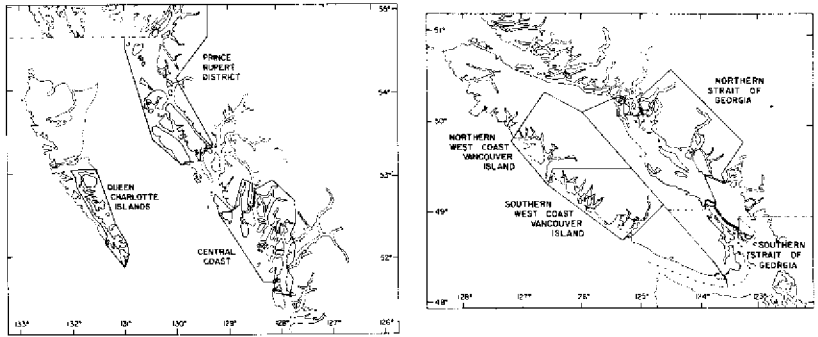 55°
PRINCE
RUPERT
DISTRICT
54°
53°
QUEEN
CHARLOTTE
ISLANDS
CENTRAL
COAST
52°
133° 132° 131° 130° 129° 128° 127° 126°
51°
NORTHERN
STRAIT OF
GEORGIA
50°
NORTHERN
WEST COAST
VANCOUVER
ISLAND
SOUTHERN
WEST COAST
VANCOUVER
ISLAND
49°
SOUTHERN
STRAIT OF
GEORGIA
48°
128° 127° 126° 125° 124° 123°